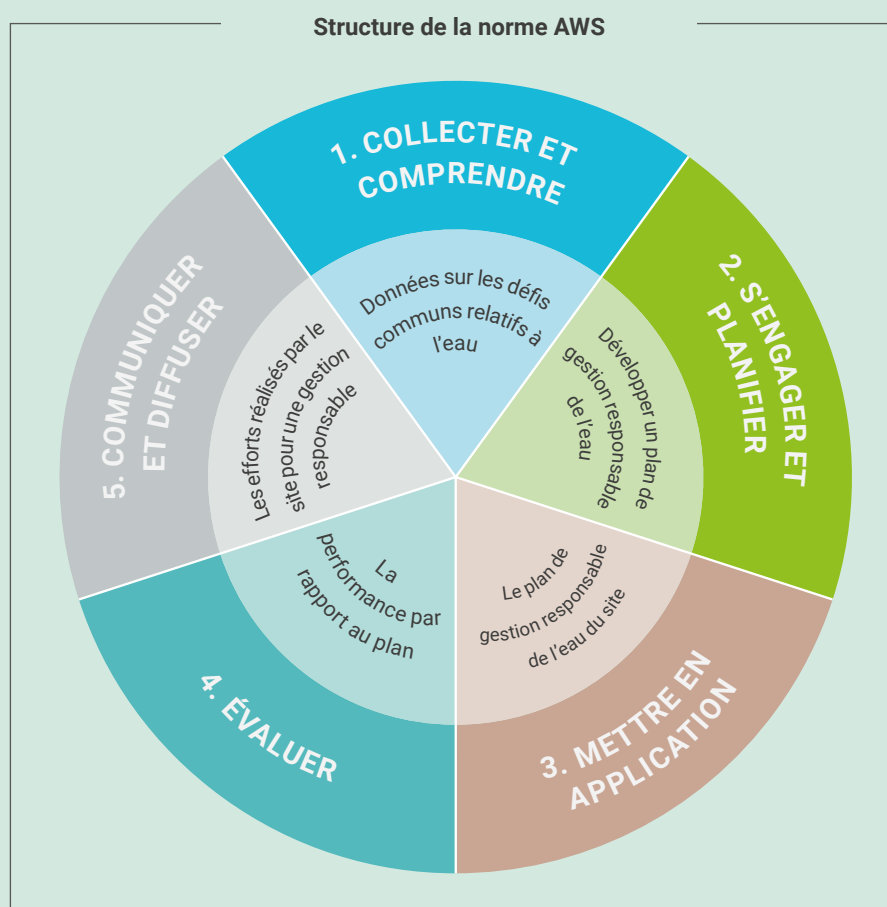 Structure de la norme AWS
1. COLLECTER ET
COMPRENDRE
Données sur les défis
communs relatifs à
l'eau
2. S'ENGAGER ET
PLANIFIER
Développer un plan de
gestion responsable
de l'eau
3. METTRE EN
APPLICATION
Le plan de
gestion responsable
de l'eau du site
4. ÉVALUER
La
performance par
rapport au plan
5. COMMUNIQUER
ET DIFFUSER
Les efforts réalisés par le
site pour une gestion
responsable